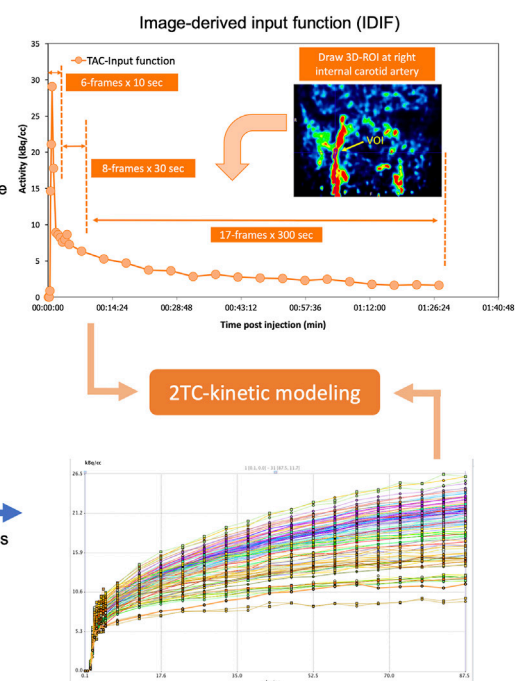 Image-derived input function (IDIF)
35
30
25
20
15
10
5
0
Activity (kBq/cc)
TAC-Input function
6-frames x 10 sec
8-frames x 30 sec
17-frames x 300 sec
Draw 3D-ROI at right
internal carotid artery
VOI
00:00:00
00:14:24
00:28:48
00:43:12
00:57:36
01:12:00
01:26:24
01:40:48
Time post injection (min)
2TC-kinetic modeling
s
kBq/cc
26.5
21.2
15.9
10.6
5.3
0.0
0.1
17.6
35.0
52.5
70.0
87.5